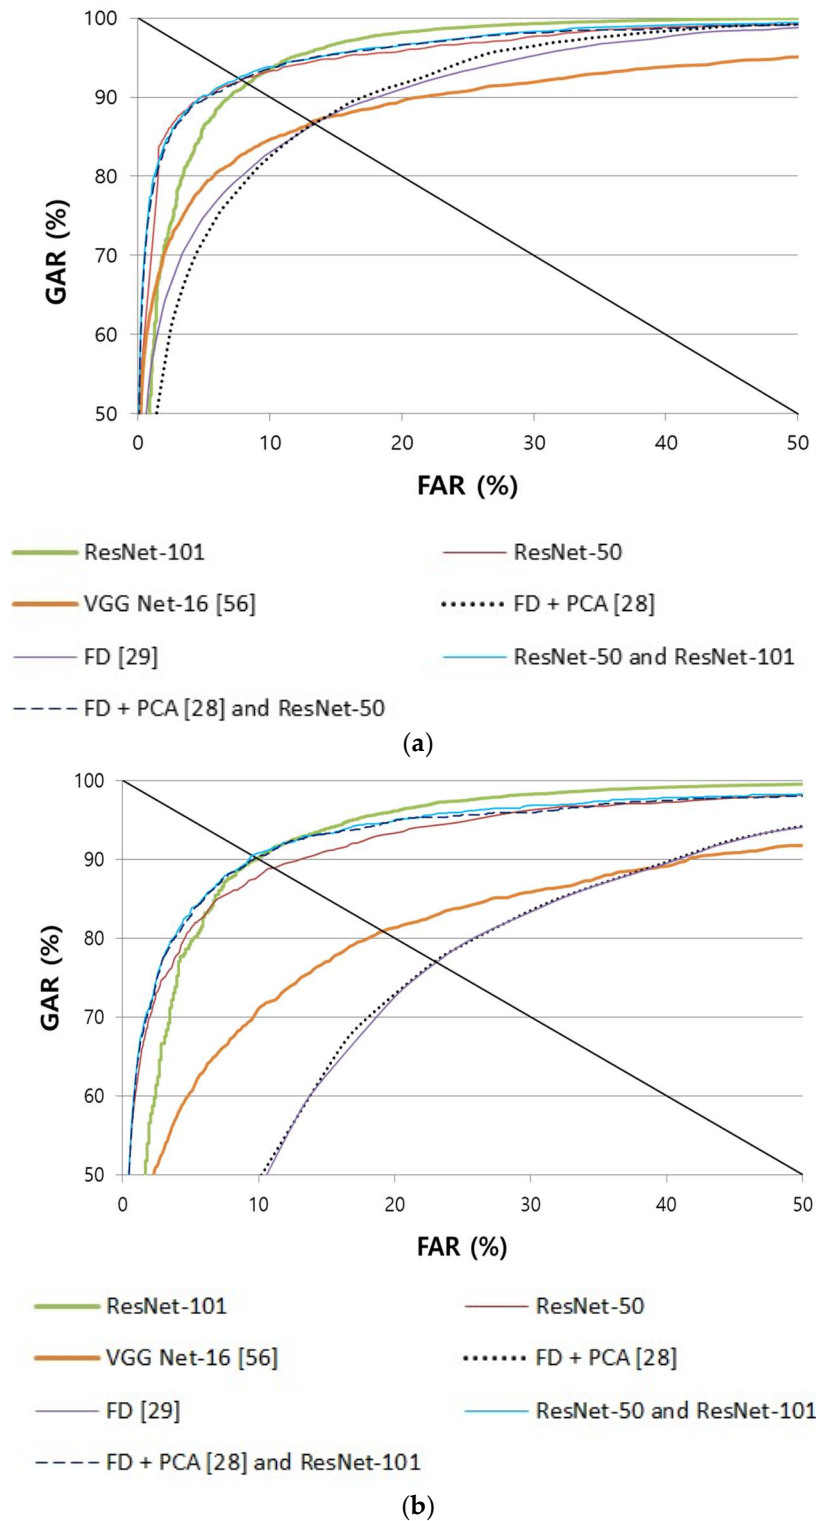 100
90
80
70
60
50
GAR (%)
0 10 20 30 40 50
FAR (%)
ResNet-101 ResNet-50
VGG Net-16 [56] FD + PCA [28]
FD [29] ResNet-50 and ResNet-101
FD + PCA [28] and ResNet-50
(a)
100
90
80
70
60
50
GAR (%)
0 10 20 30 40 50
FAR (%)
ResNet-101 ResNet-50
VGG Net-16 [56] FD + PCA [28]
FD [29] ResNet-50 and ResNet-101
FD + PCA [28] and ResNet-101
(b)